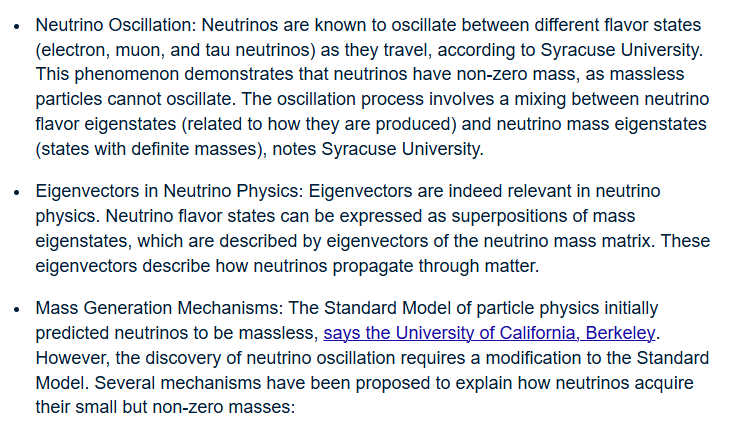 • Neutrino Oscillation: Neutrinos are known to oscillate between different flavor states
(electron, muon, and tau neutrinos) as they travel, according to Syracuse University.
This phenomenon demonstrates that neutrinos have non-zero mass, as massless
particles cannot oscillate. The oscillation process involves a mixing between neutrino
flavor eigenstates (related to how they are produced) and neutrino mass eigenstates
(states with definite masses), notes Syracuse University.
• Eigenvectors in Neutrino Physics: Eigenvectors are indeed relevant in neutrino
physics. Neutrino flavor states can be expressed as superpositions of mass
eigenstates, which are described by eigenvectors of the neutrino mass matrix. These
eigenvectors describe how neutrinos propagate through matter.
• Mass Generation Mechanisms: The Standard Model of particle physics initially
predicted neutrinos to be massless, says the University of California, Berkeley.
However, the discovery of neutrino oscillation requires a modification to the Standard
Model. Several mechanisms have been proposed to explain how neutrinos acquire
their small but non-zero masses: